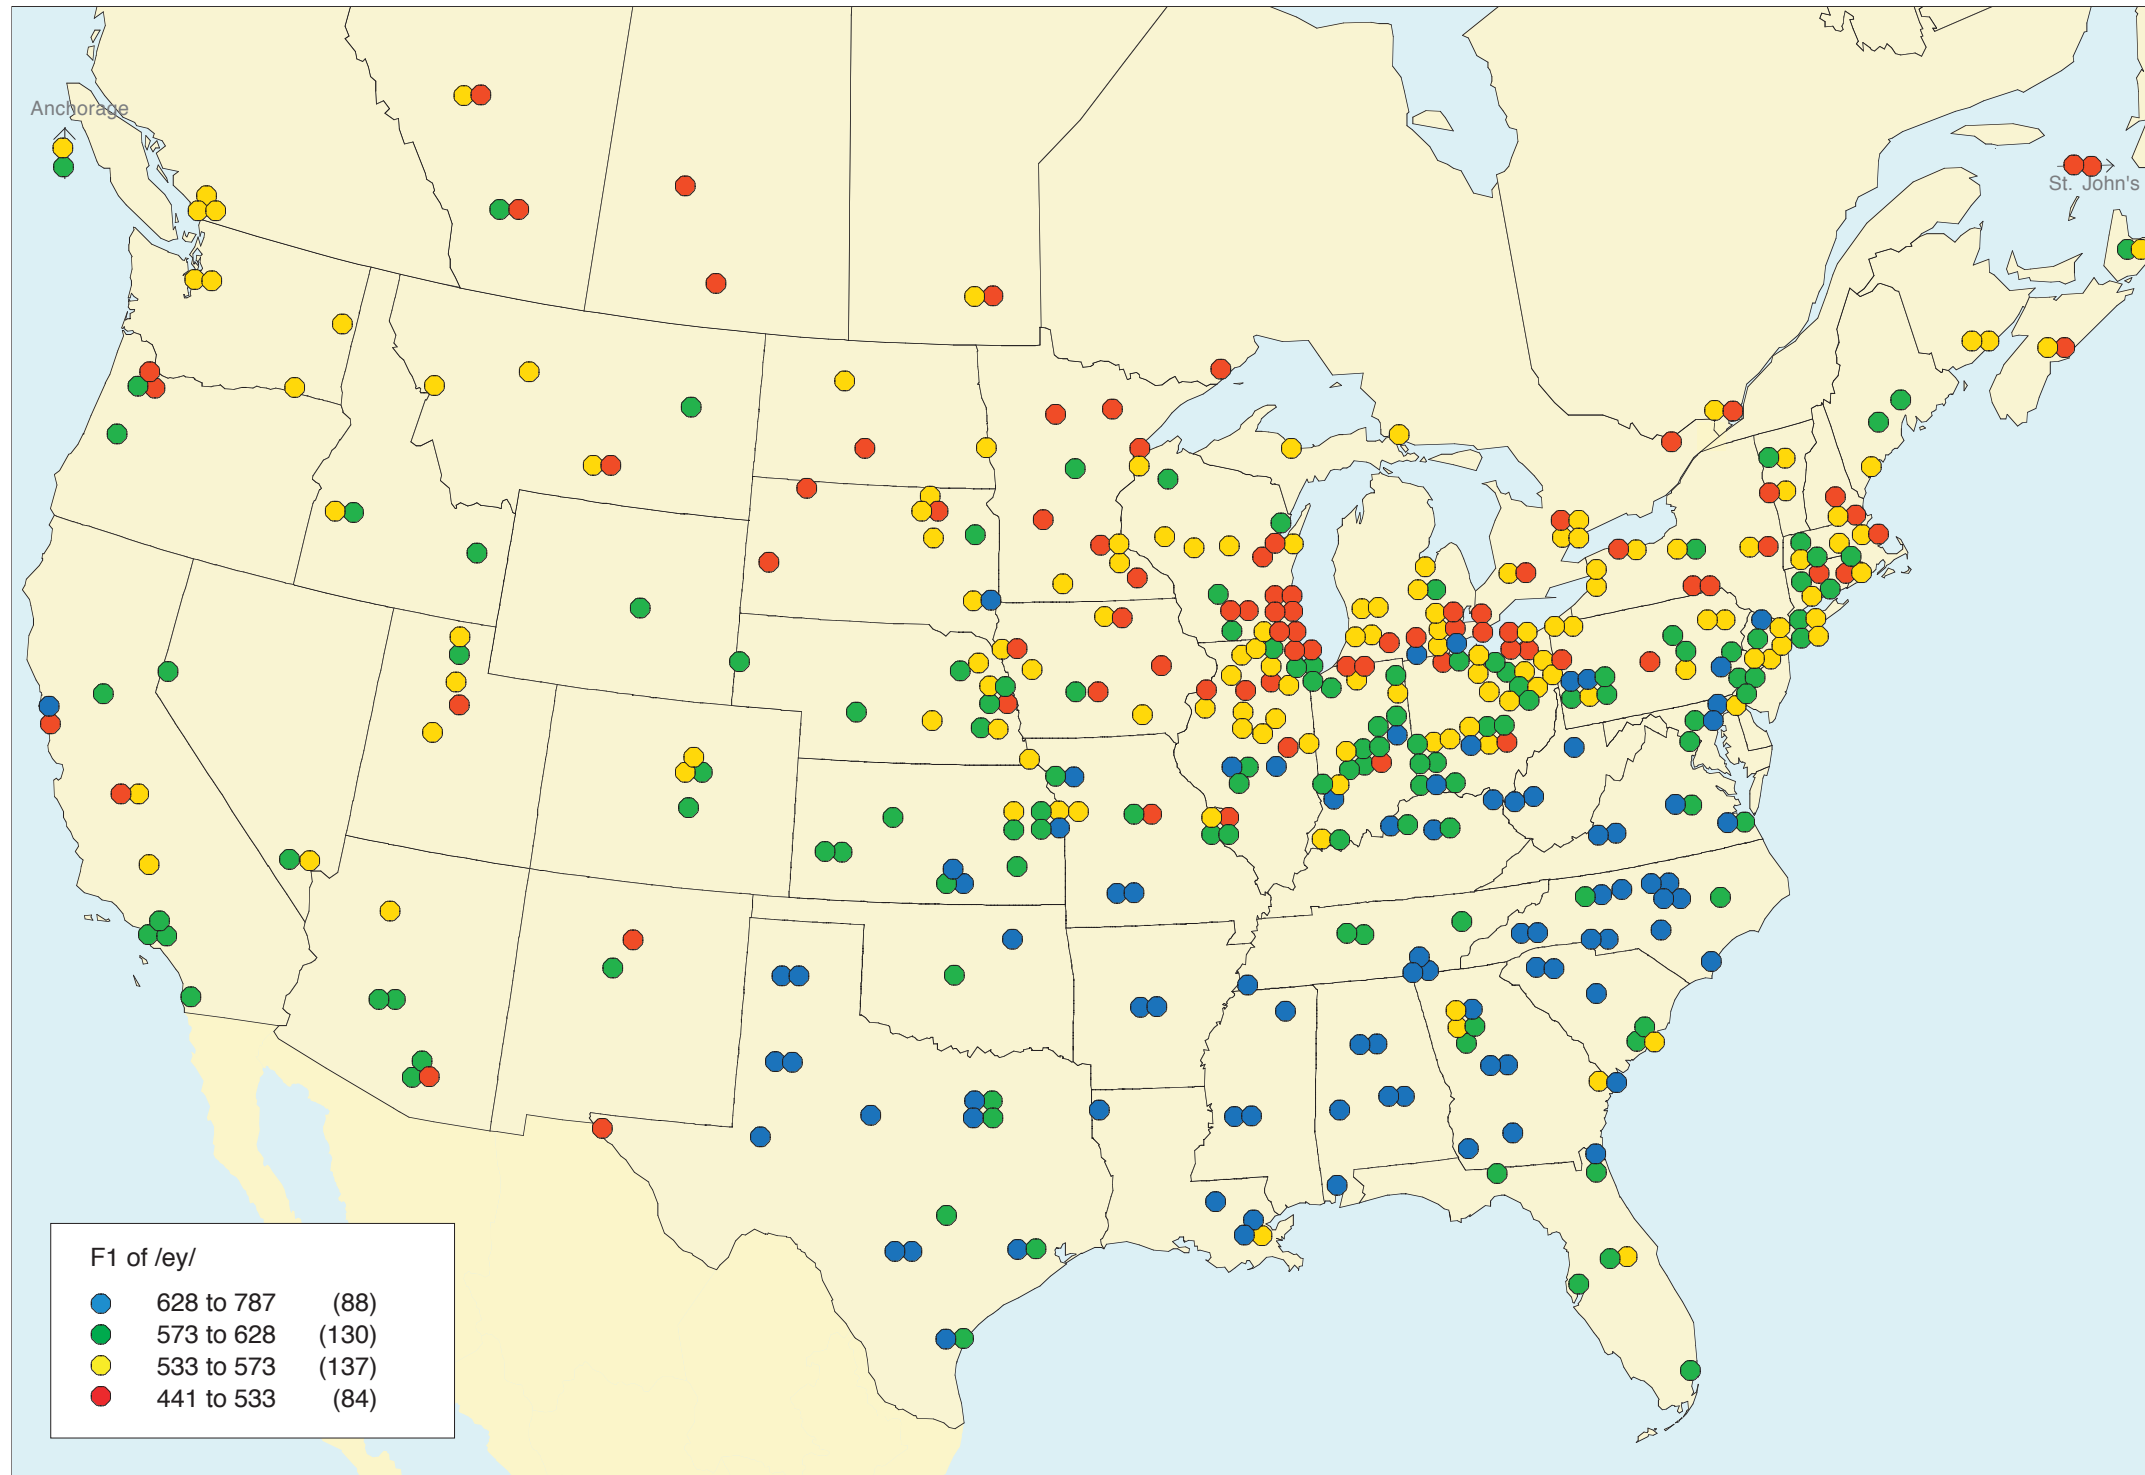 Anchorage
St. John's
F1 of /ey/
628 to 787 (88)
573 to 628 (130)
533 to 573 (137)
441 to 533 (84)